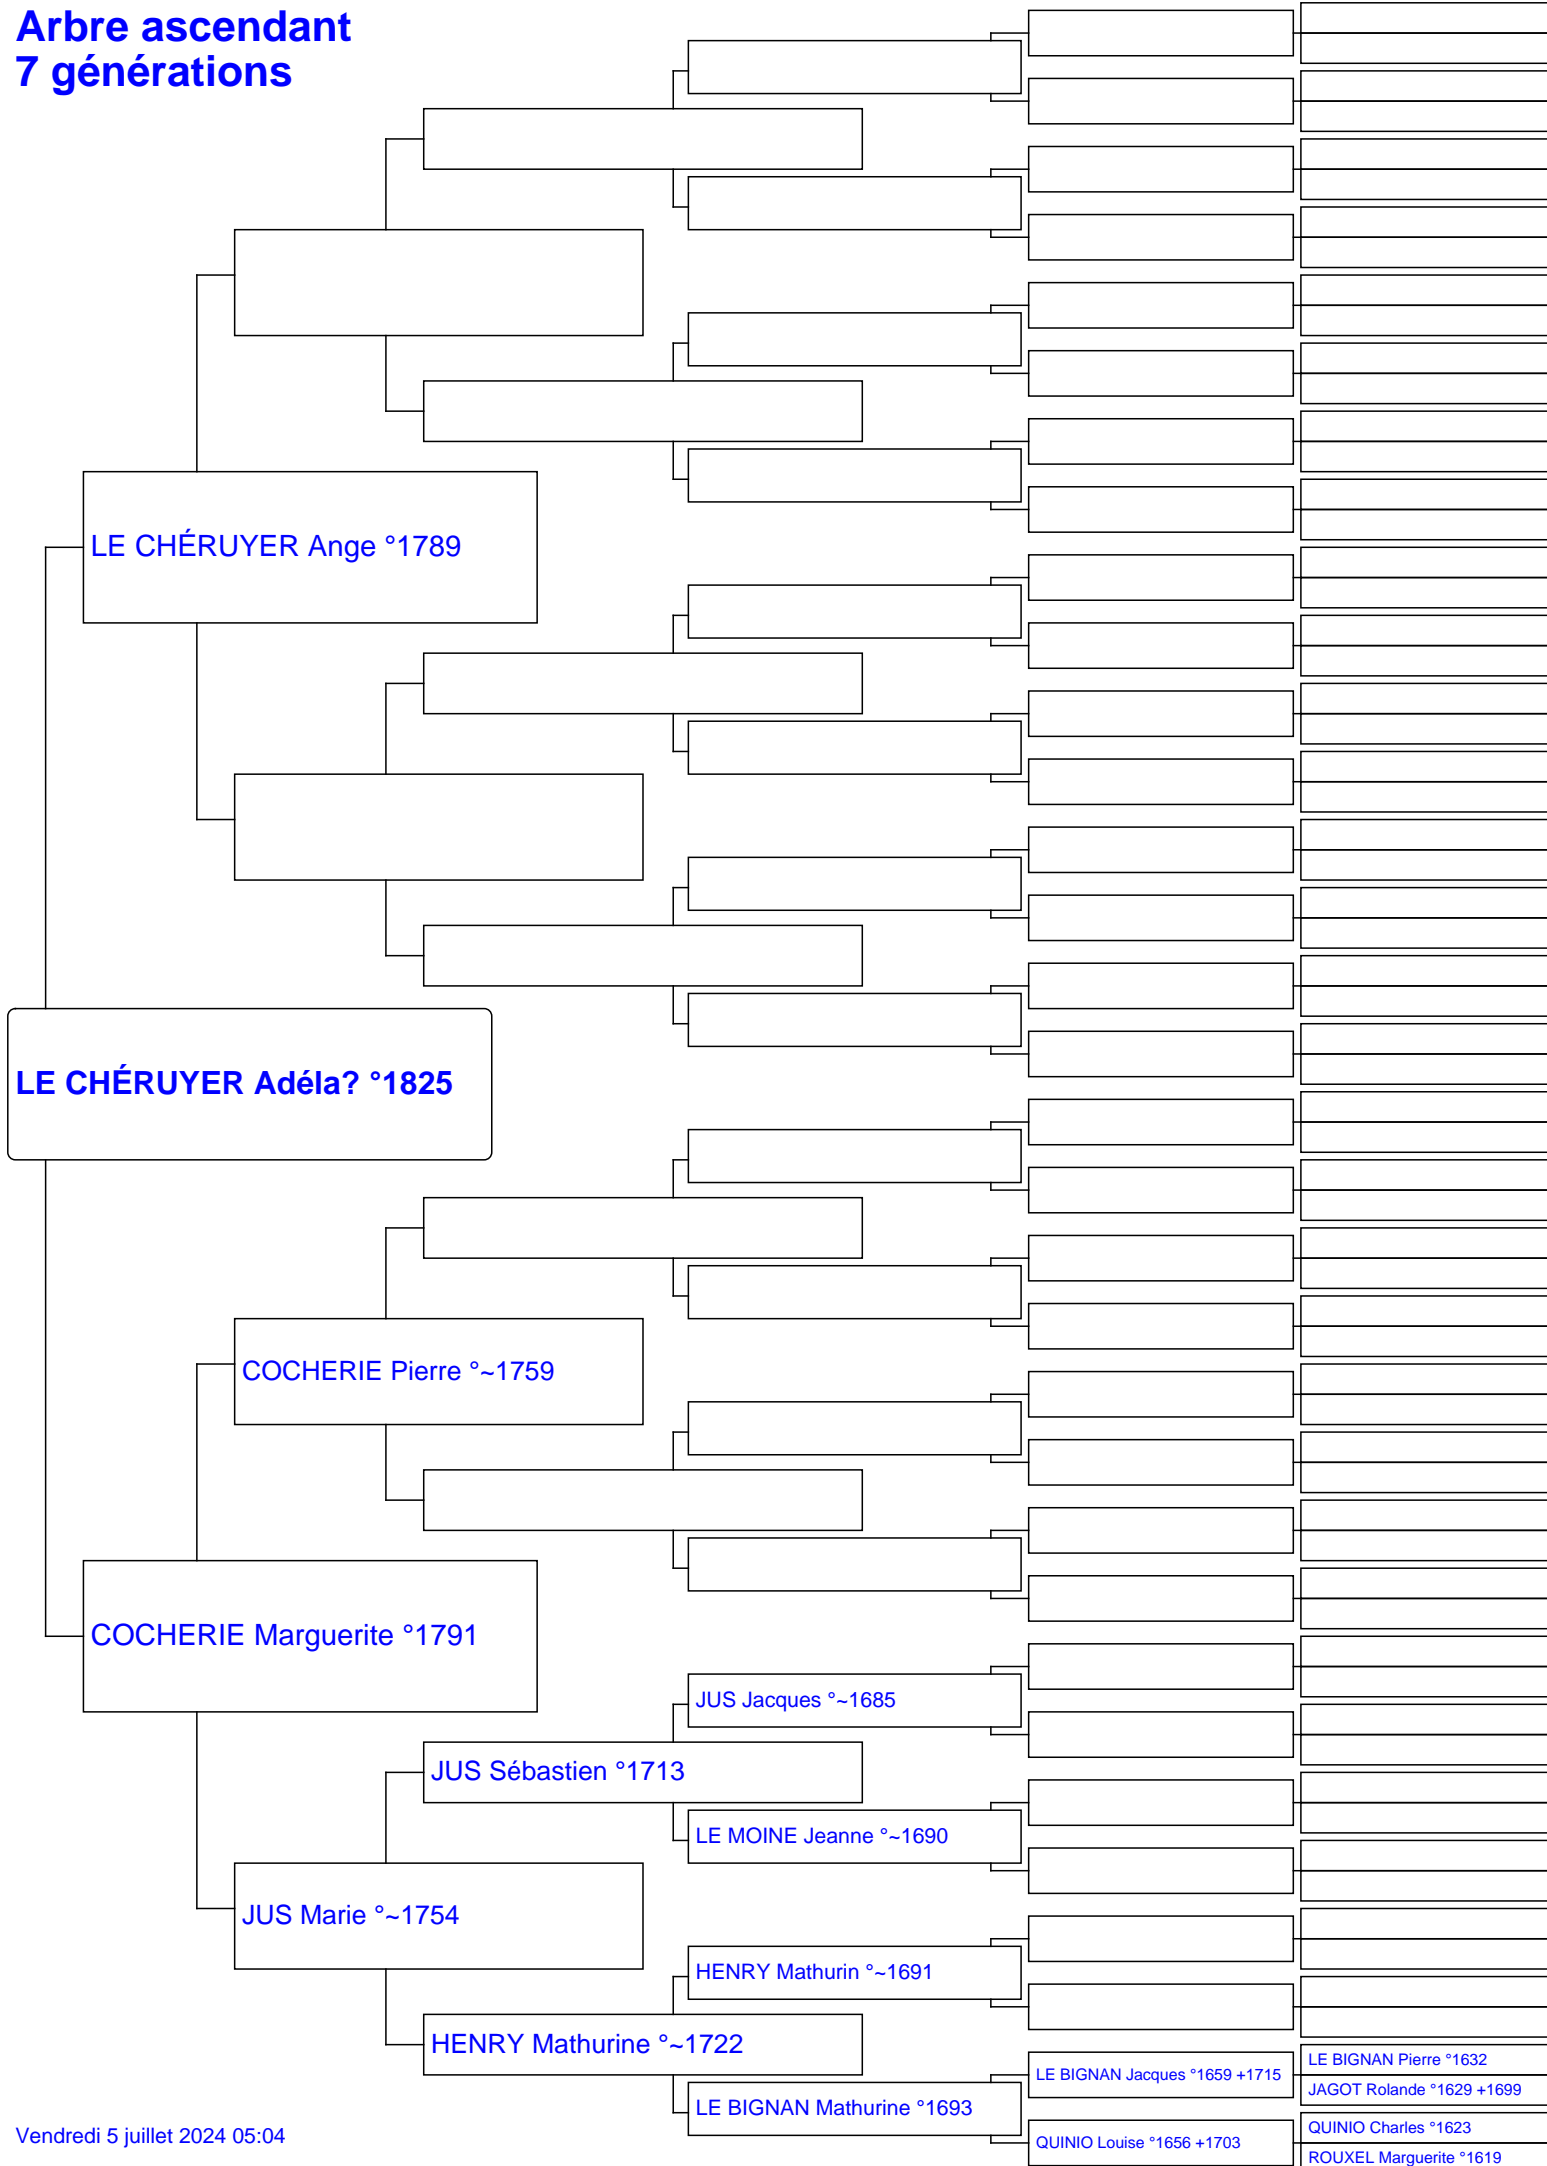 Arbre ascendant
7 générations
LE CHÉRUYER Ange °1789
LE CHÉRUYER Adéla? °1825
COCHERIE Pierre °~1759
COCHERIE Marguerite °1791
JUS Jacques °~1685
JUS Sébastien °1713
LE MOINE Jeanne °~1690
JUS Marie °~1754
HENRY Mathurin °~1691
HENRY Mathurine °~1722
LE BIGNAN Pierre °1632
LE BIGNAN Jacques °1659 +1715
JAGOT Rolande °1629 +1699
LE BIGNAN Mathurine °1693
QUINIO Charles °1623
QUINIO Louise °1656 +1703
ROUXEL Marguerite °1619
Vendredi 5 juillet 2024 05:04